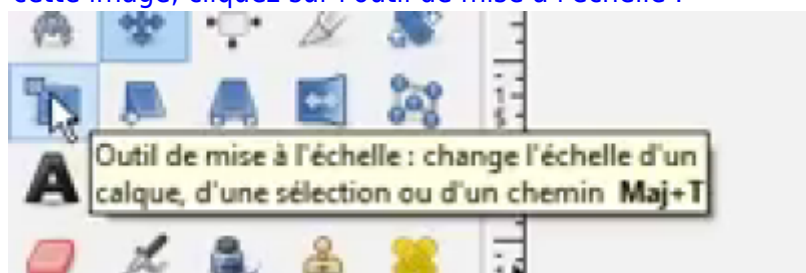 cette image, cliquez sur l'outil de mise à l'échelle :
Outil de mise à l'échelle : change l'échelle d'un
calque, d'une sélection ou d'un chemin Maj+T